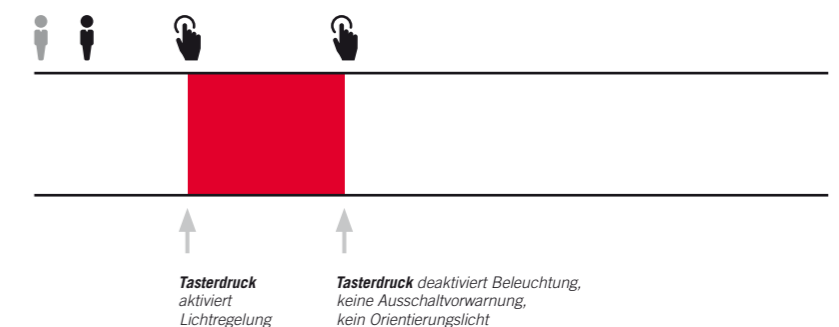 Tasterdruck
aktiviert
Lichtregelung
Tasterdruck deaktiviert Beleuchtung,
keine Ausschaltvorwarnung,
kein Orientierungslicht